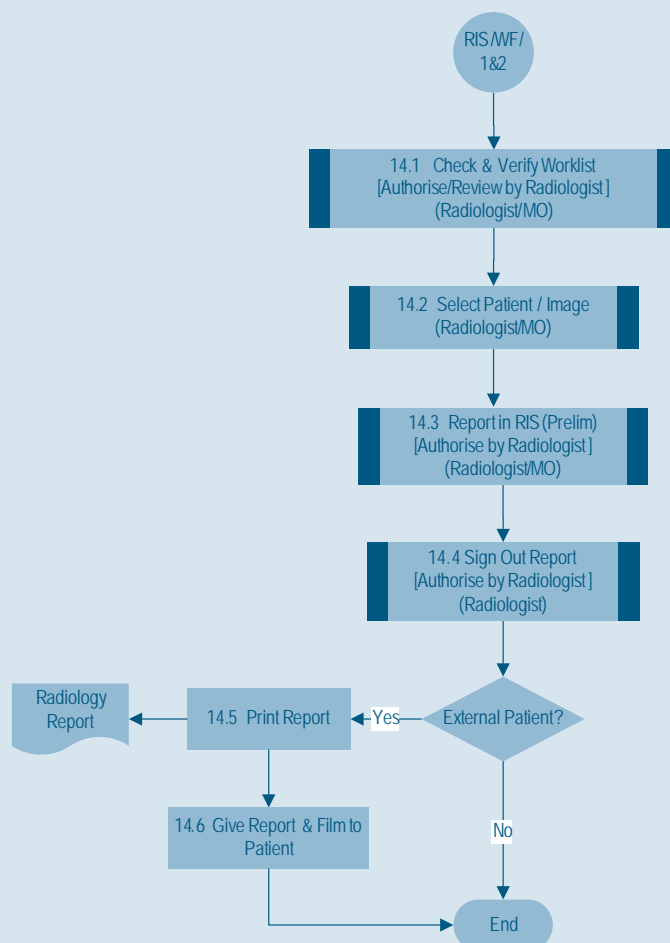 RIS/WF/
1&2
14.1 Check & Verify Worklist
[Authorise/Review by Radiologist]
(Radiologist/MO)
14.2 Select Patient / Image
(Radiologist/MO)
14.3 Report in RIS (Prelim)
[Authorise by Radiologist]
(Radiologist/MO)
14.4 Sign Out Report
[Authorise by Radiologist]
(Radiologist)
Radiology
Report
14.5 Print Report
Yes
External Patient?
14.6 Give Report & Film to
Patient
No
End